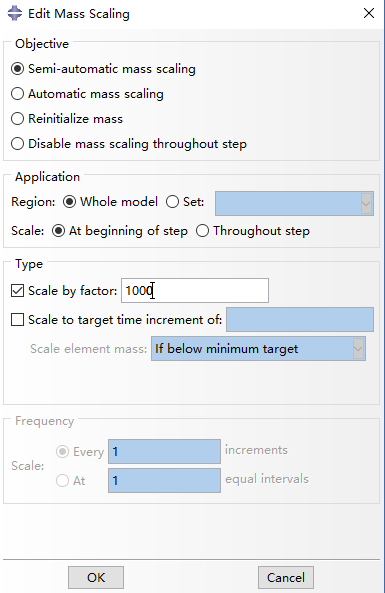 Edit Mass Scaling
Objective
Semi-automatic mass scaling
Automatic mass scaling
Reinitialize mass
Disable mass scaling throughout step
Application
Region: Whole model Set:
Scale: At beginning of step Throughout step
Type
Scale by factor: 1000
Scale to target time increment of:
Scale element mass: If below minimum target
Frequency
Scale: Every 1 increments
At 1 equal intervals
OK Cancel